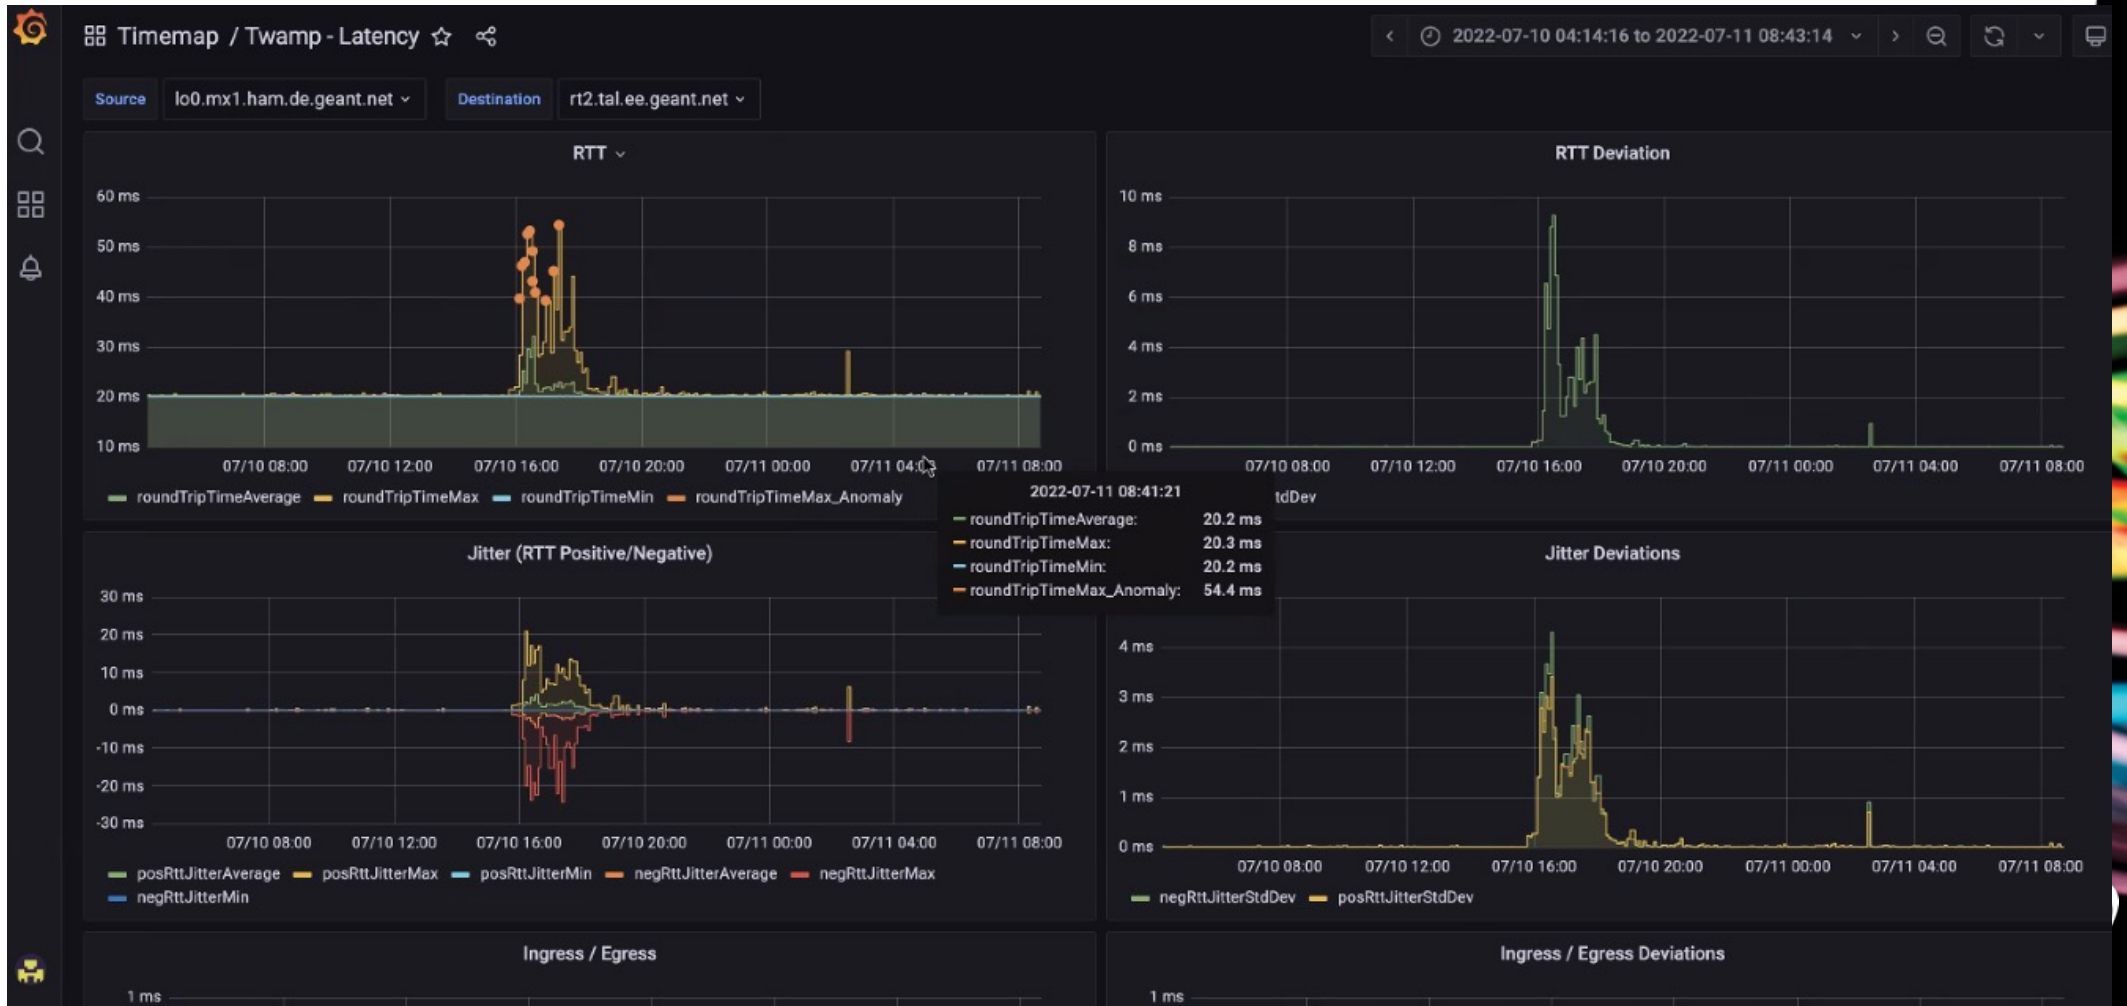 Timemap / Twamp - Latency
2022-07-10 04:14:16 to 2022-07-11 08:43:14
Source lo0.mx1.ham.de.geant.net Destination rt2.tal.ee.geant.net
RTT
60 ms
50 ms
40 ms
30 ms
20 ms
10 ms
07/10 08:00 07/10 12:00 07/10 16:00 07/10 20:00 07/11 00:00 07/11 04:00 07/11 08:00
roundTripTimeAverage roundTripTimeMax roundTripTimeMin roundTripTimeMax_Anomaly
RTT Deviation
10 ms
8 ms
6 ms
4 ms
2 ms
0 ms
07/10 08:00 07/10 12:00 07/10 16:00 07/10 20:00 07/11 00:00 07/11 04:00 07/11 08:00
tdDev
2022-07-11 08:41:21
roundTripTimeAverage: 20.2 ms
roundTripTimeMax: 20.3 ms
roundTripTimeMin: 20.2 ms
roundTripTimeMax_Anomaly: 54.4 ms
Jitter (RTT Positive/Negative)
30 ms
20 ms
10 ms
0 ms
-10 ms
-20 ms
-30 ms
07/10 08:00 07/10 12:00 07/10 16:00 07/10 20:00 07/11 00:00 07/11 04:00 07/11 08:00
posRttJitterAverage posRttJitterMax posRttJitterMin negRttJitterAverage negRttJitterMax
negRttJitterMin
Jitter Deviations
4 ms
3 ms
2 ms
1 ms
0 ms
07/10 08:00 07/10 12:00 07/10 16:00 07/10 20:00 07/11 00:00 07/11 04:00 07/11 08:00
negRttJitterStdDev posRttJitterStdDev
Ingress / Egress
1 ms
Ingress / Egress Deviations
1 ms